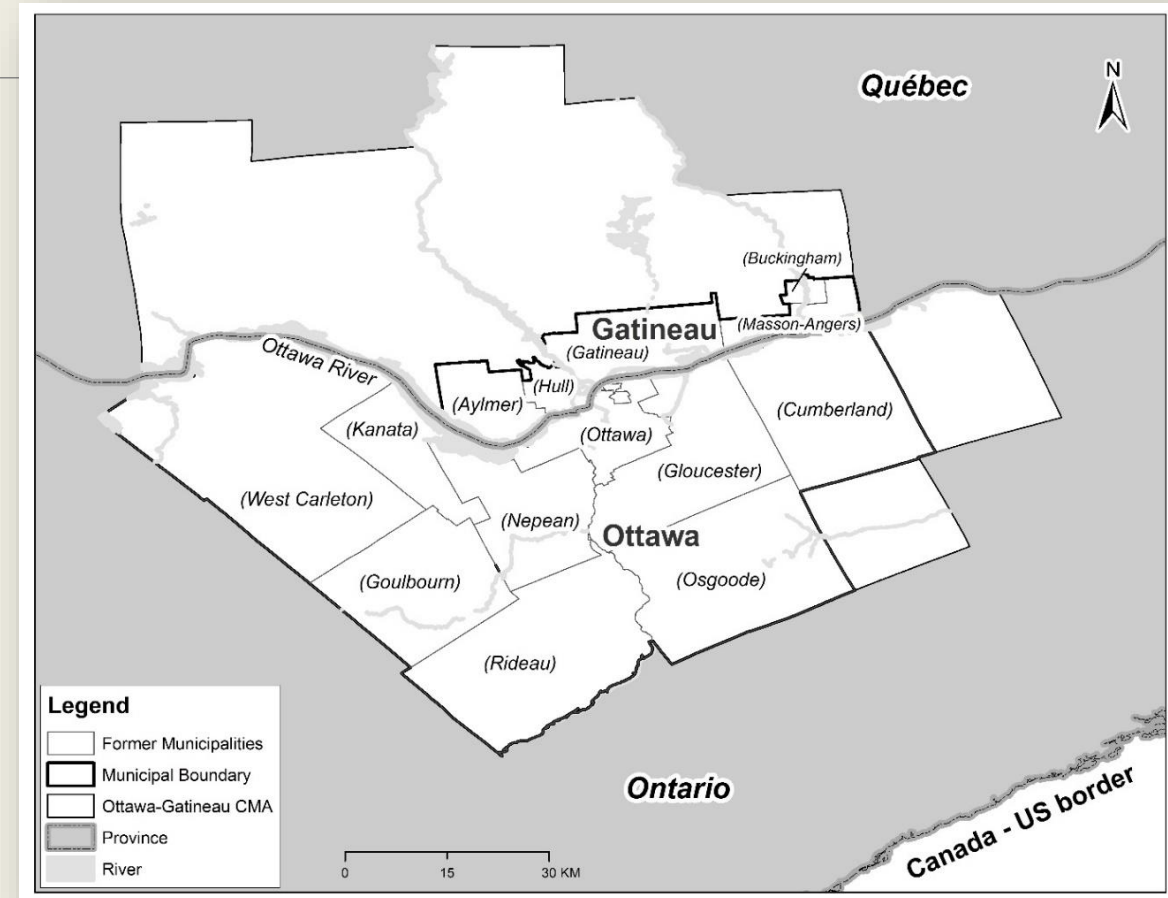 Québec
N
(Buckingham)
Gatineau
(Masson-Angers)
(Gatineau)
Ottawa River
(Hull)
(Aylmer)
(Cumberland)
(Kanata)
(Ottawa)
(Gloucester)
(West Carleton)
(Nepean)
Ottawa
(Goulbourn)
(Osgoode)
(Rideau)
Legend
Former Municipalities
Municipal Boundary
Ottawa-Gatineau CMA
Province
River
Ontario
0 15 30 KM
Canada - US border